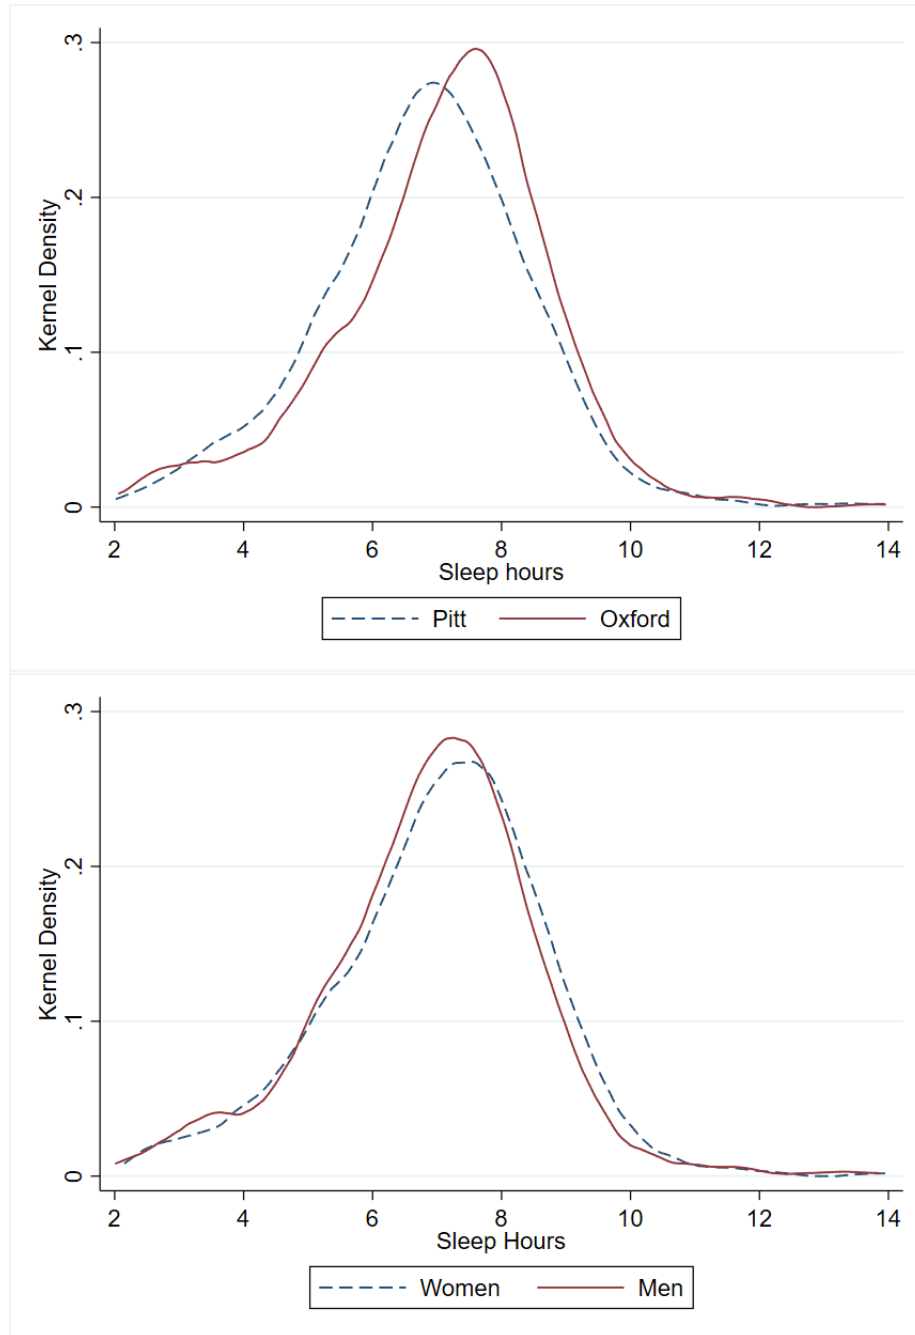 Kernel Density
.3
.2
.1
0
2 4 6 8 10 12 14
Sleep hours
Pitt Oxford
Kernel Density
.3
.2
.1
0
2 4 6 8 10 12 14
Sleep Hours
Women Men